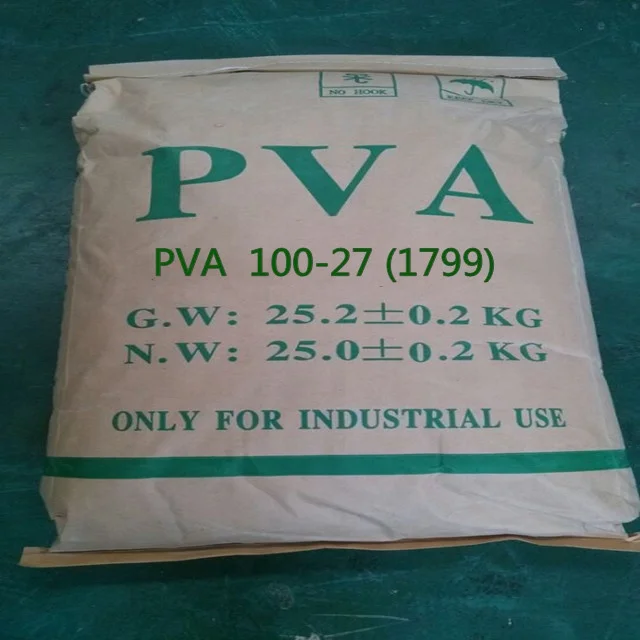 NO HOOK
PVA
PVA 100-27 (1799)
G.W: 25.2±0.2 KG
N.W: 25.0±0.2 KG
ONLY FOR INDUSTRIAL USE